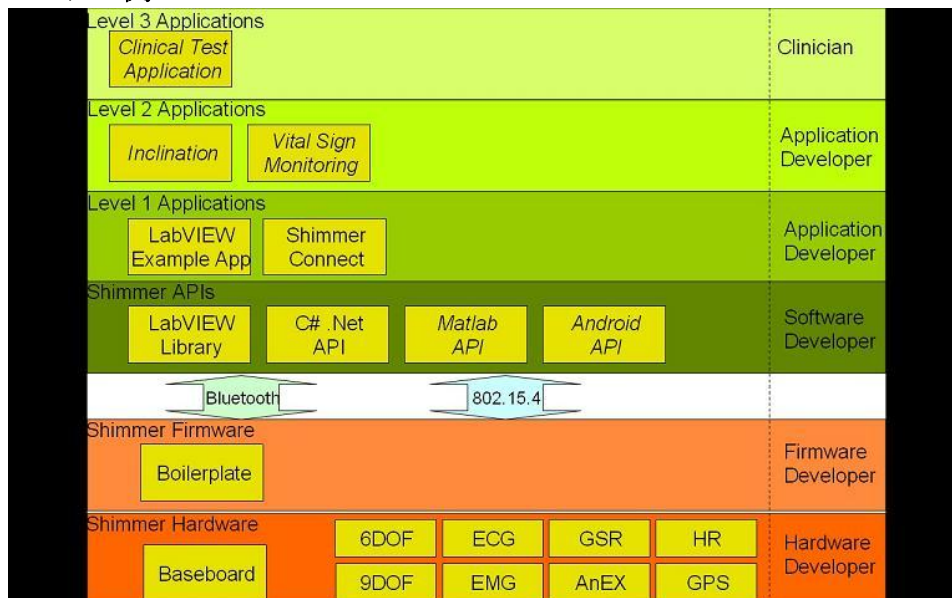 Level 3 Applications
Clinical Test
Application
Clinician
Level 2 Applications
Inclination
Vital Sign
Monitoring
Application
Developer
Level 1 Applications
LabVIEW
Example App
Shimmer
Connect
Application
Developer
Shimmer APIs
LabVIEW
Library
C# .Net
API
Matlab
API
Android
API
Software
Developer
Bluetooth
802.15.4
Shimmer Firmware
Boilerplate
Firmware
Developer
Shimmer Hardware
Baseboard
6DOF
ECG
GSR
HR
9DOF
EMG
AnEX
GPS
Hardware
Developer